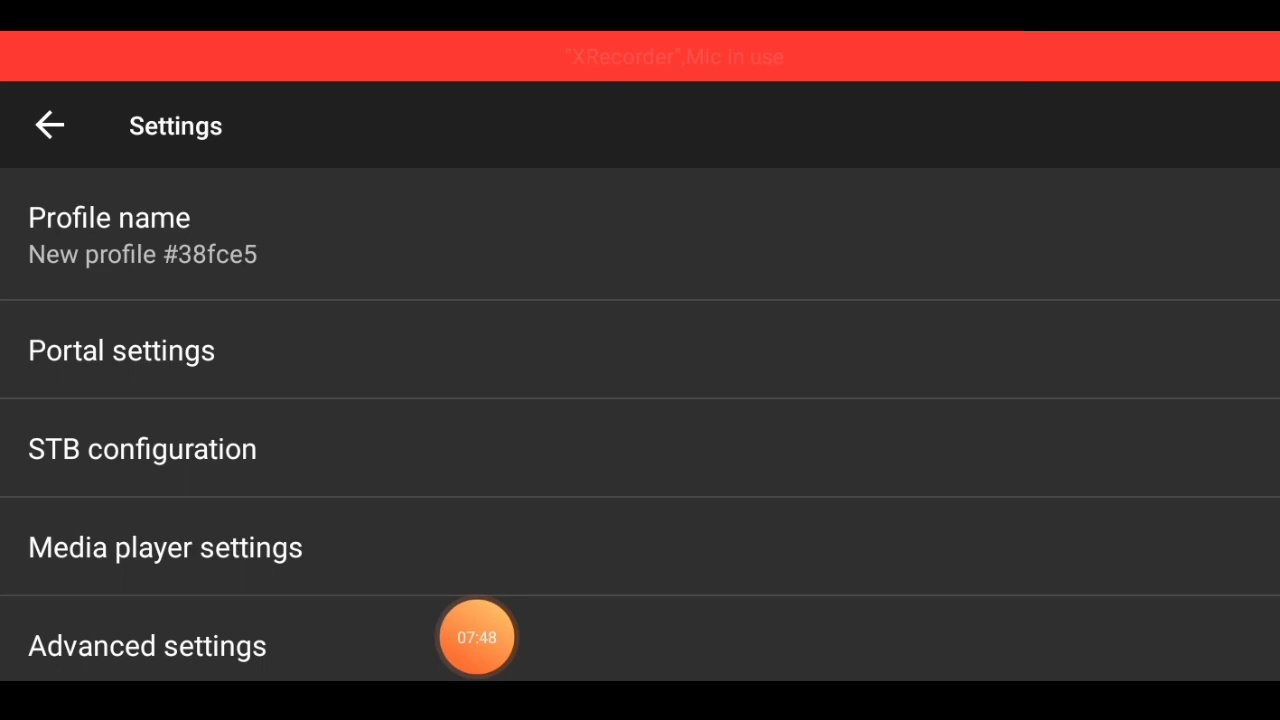 "XRecorder",Mic in use
Settings
Profile name
New profile #38fce5
Portal settings
STB configuration
Media player settings
Advanced settings
07:48